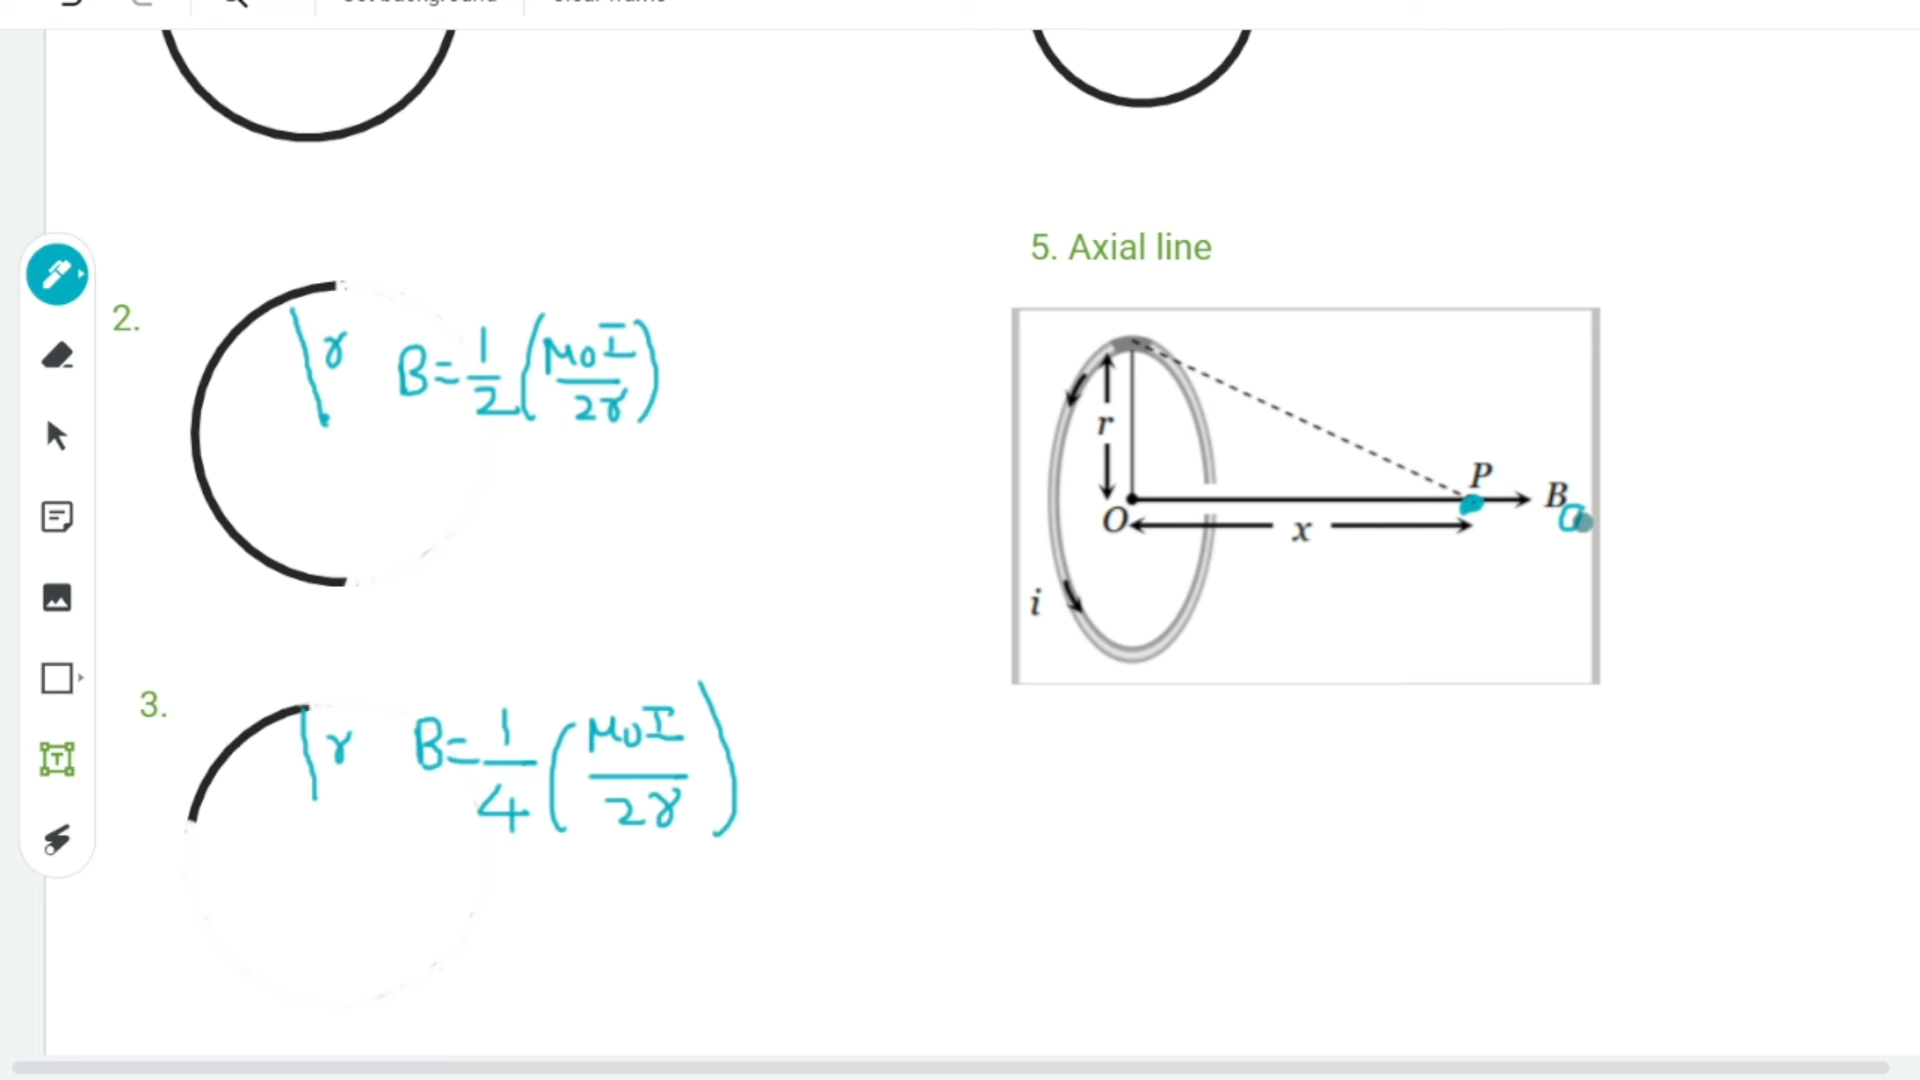 2.
r B = 1/2 (μ0I/2r)
3.
r B = 1/4 (μ0I/2r)
5. Axial line
r
P
B a
O x
i